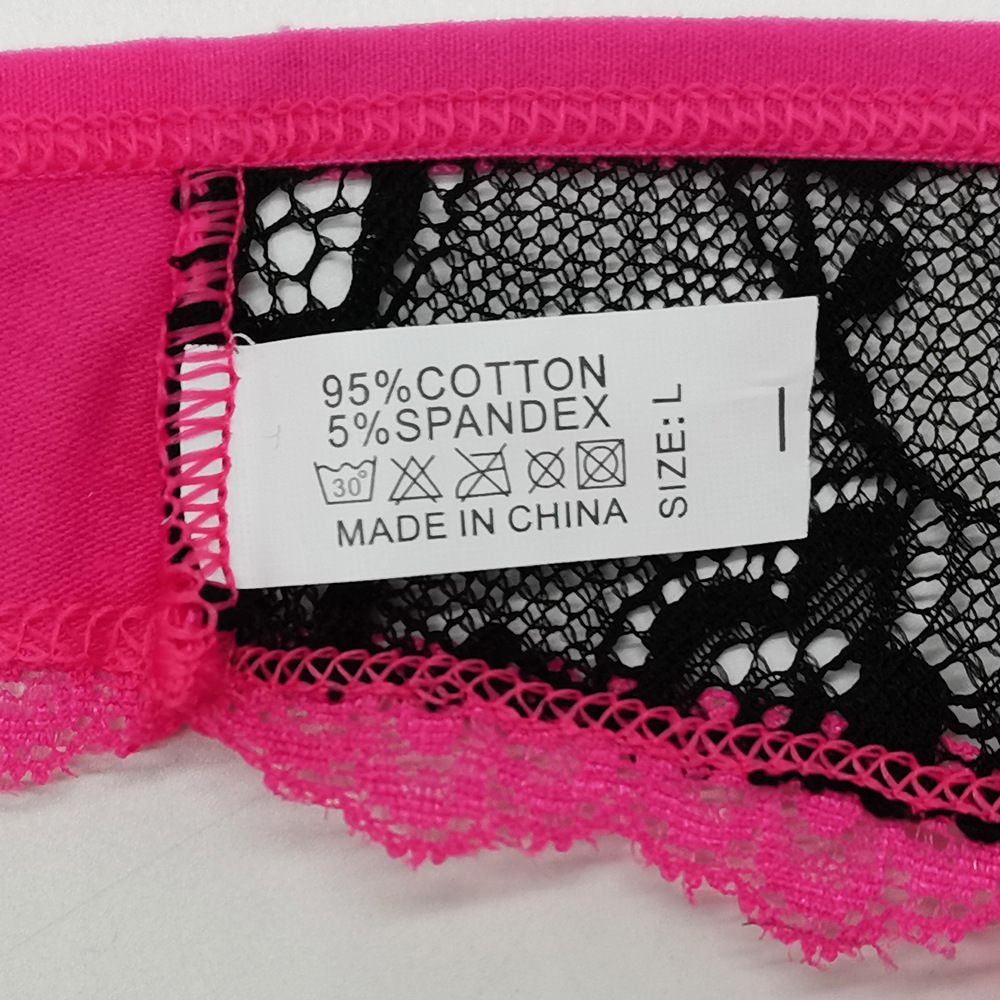 95%COTTON
5%SPANDEX
30°
MADE IN CHINA
SIZE: L